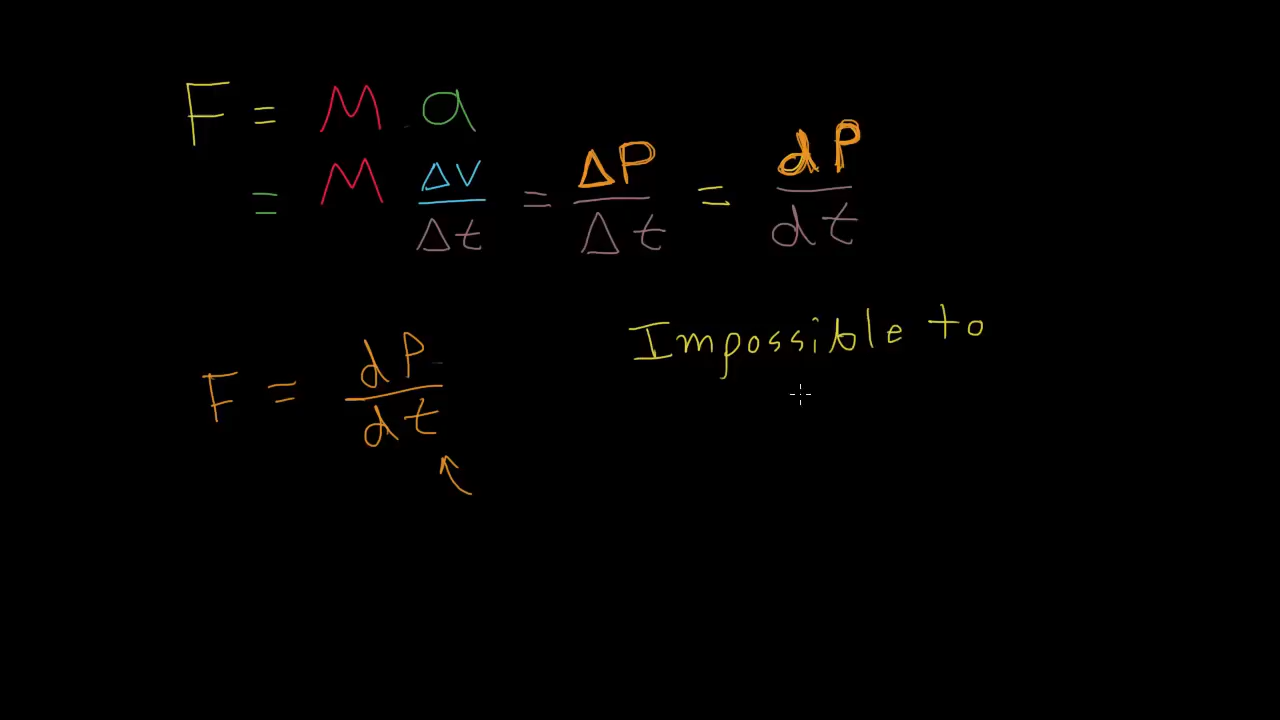 F = M . a
= M Δv/Δt = ΔP/Δt = dP/dt
F = dP/dt
Impossible to